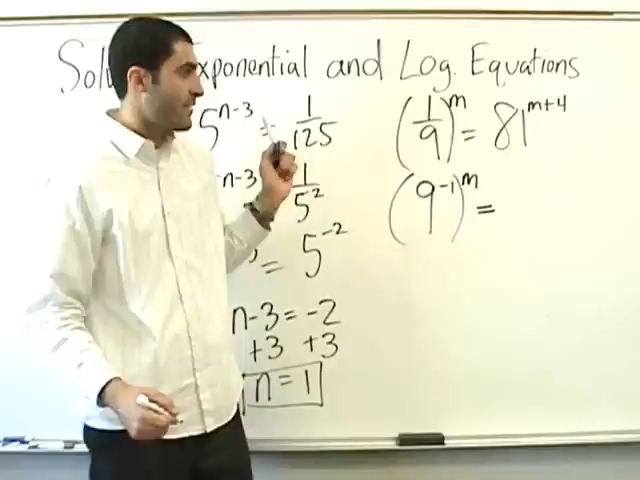 Sol Exponential and Log. Equations
5^(n-3) = 1/125
-n-3 1/5^2
= 5^-2
n-3 = -2
+3 +3
n = 1
(1/9)^m = 81^(m+4)
(9^-1)^m =